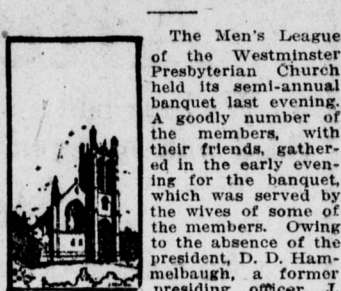 The Men's League
of the Westminster
Presbyterian Church
held its semi-annual
banquet last evening.
A goodly number of
the members, with
their friends, gather-
ed in the early even-
ing for the banquet,
which was served by
the wives of some of
the members. Owing
to the absence of the
president, D. D. Ham-
melbaugh, a former
presiding officer, J.